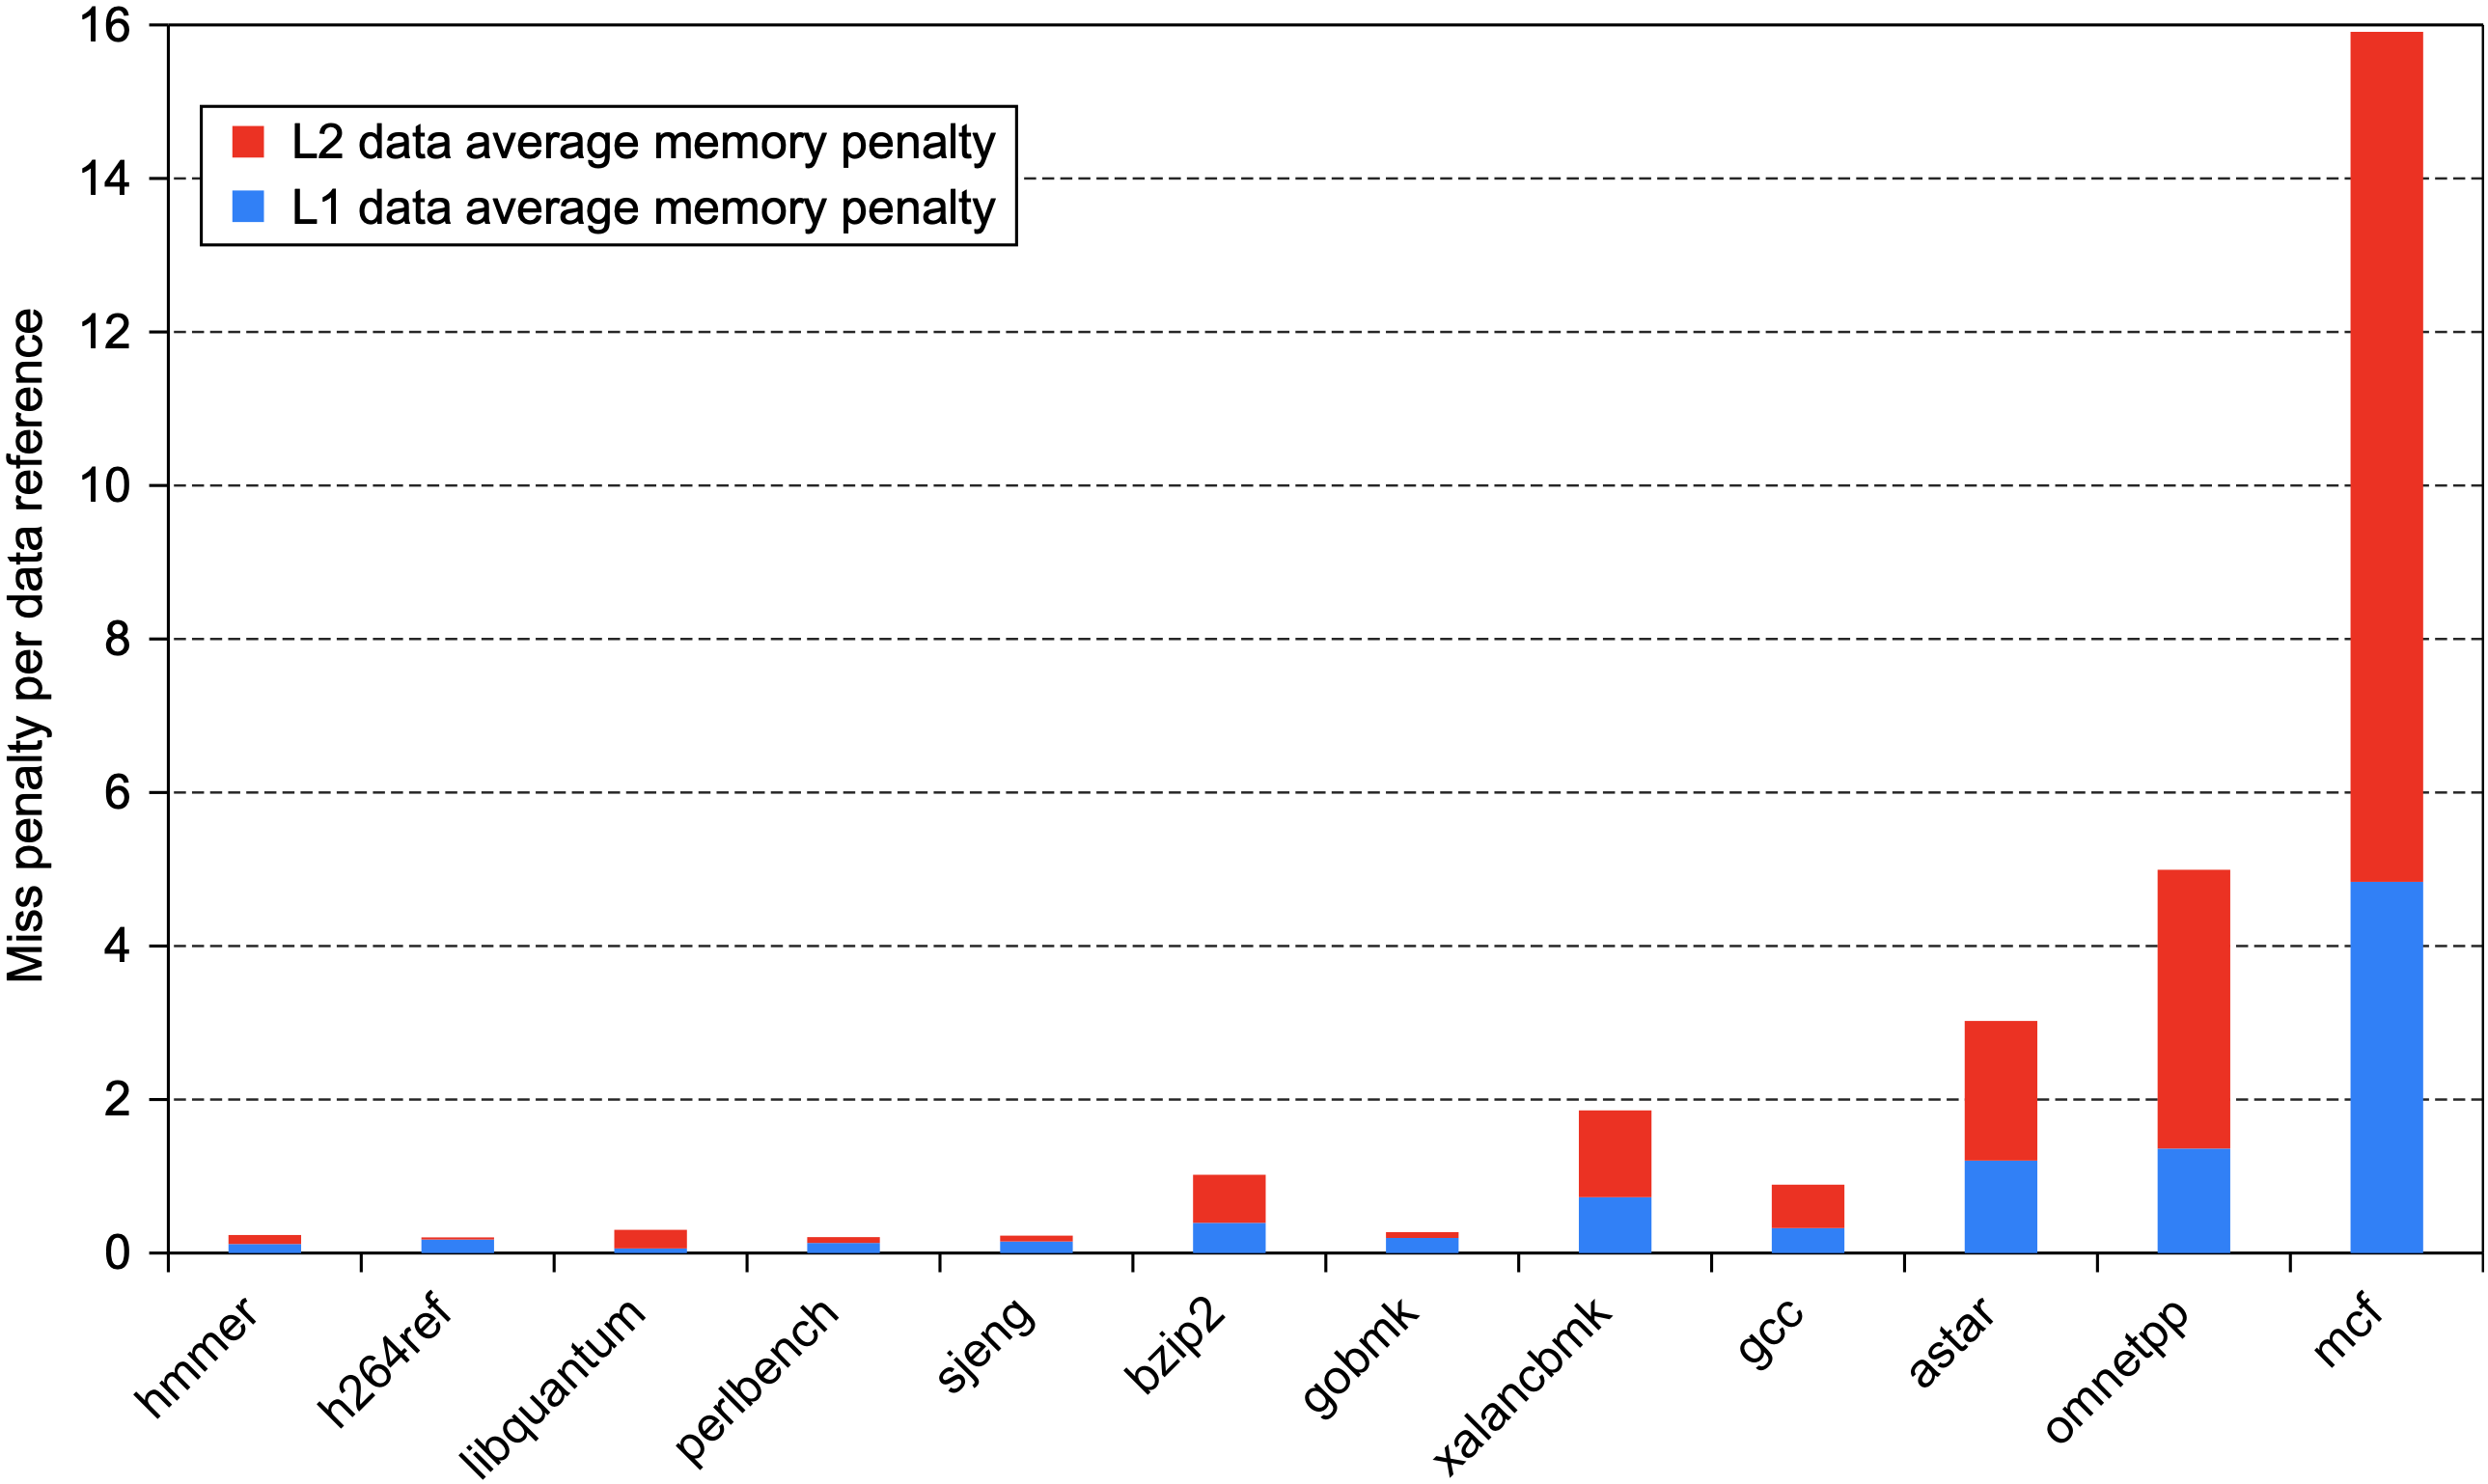 Miss penalty per data reference
16
14
12
10
8
6
4
2
0
L2 data average memory penalty
L1 data average memory penalty
hmmer
h264ref
libquantum
perlbench
sjeng
bzip2
gobmk
xalancbmk
gcc
astar
omnetpp
mcf